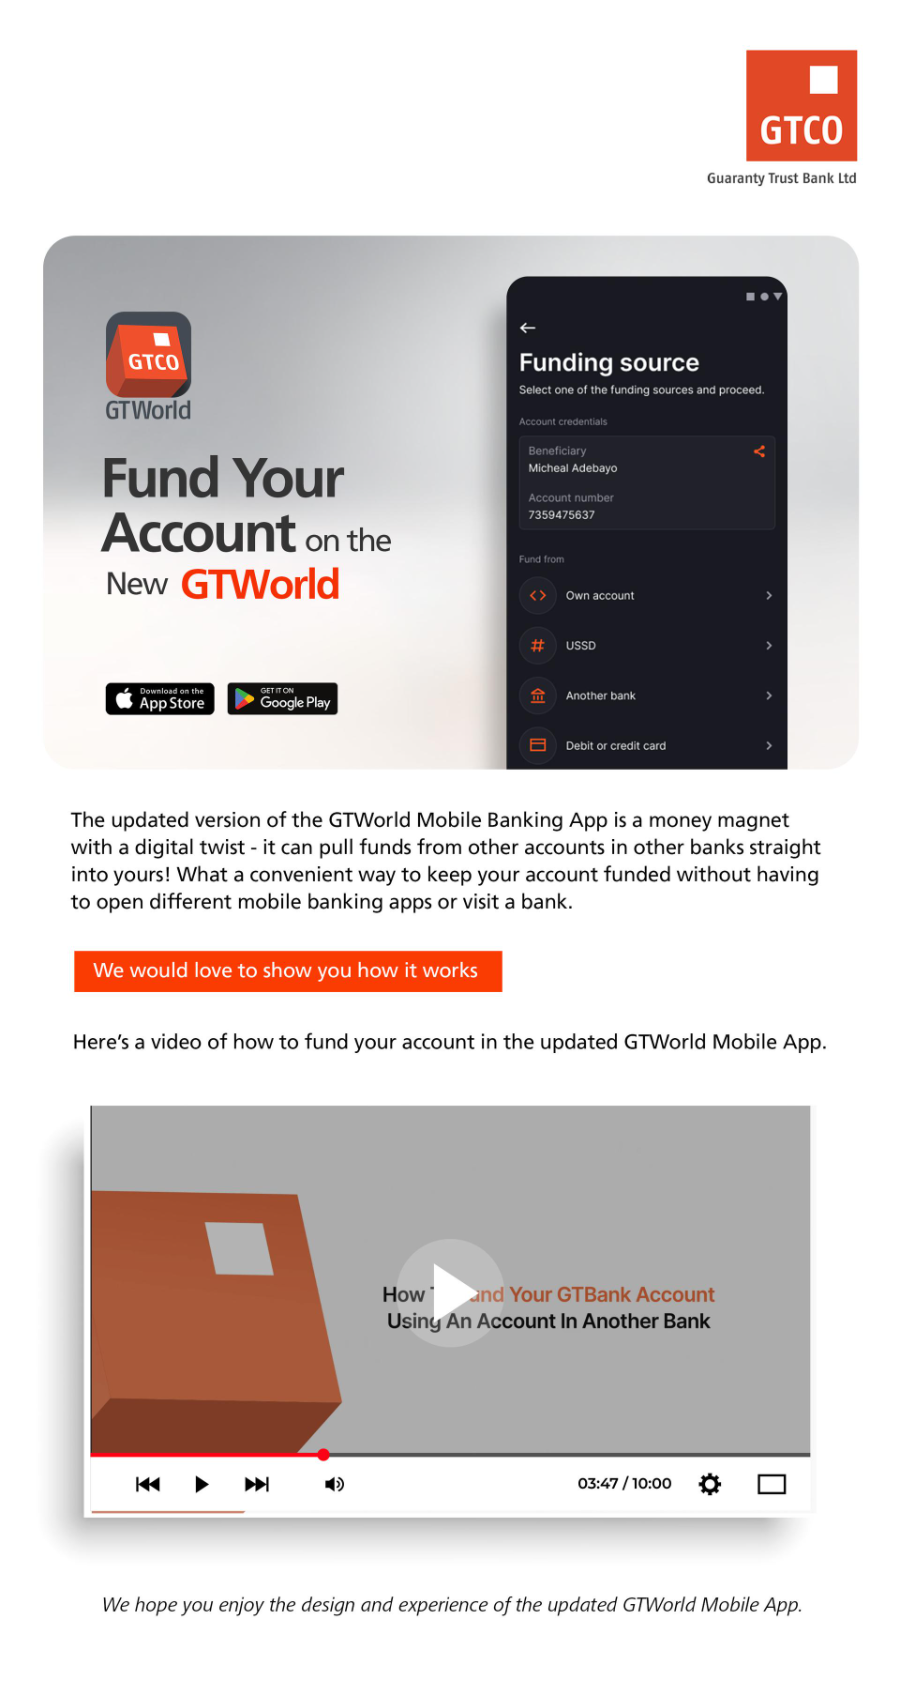 GTCO
Guaranty Trust Bank Ltd
GTCO
GTWorld
Fund Your
Account on the
New GTWorld
Download on the
App Store
GET IT ON
Google Play
Funding source
Select one of the funding sources and proceed.
Account credentials
Beneficiary
Micheal Adebayo
Account number
7359475637
Fund from
Own account
USSD
Another bank
Debit or credit card
The updated version of the GTWorld Mobile Banking App is a money magnet
with a digital twist - it can pull funds from other accounts in other banks straight
into yours! What a convenient way to keep your account funded without having
to open different mobile banking apps or visit a bank.
We would love to show you how it works
Here's a video of how to fund your account in the updated GTWorld Mobile App.
How Your GTBank Account
Using An Account In Another Bank
03:47 / 10:00
We hope you enjoy the design and experience of the updated GTWorld Mobile App.